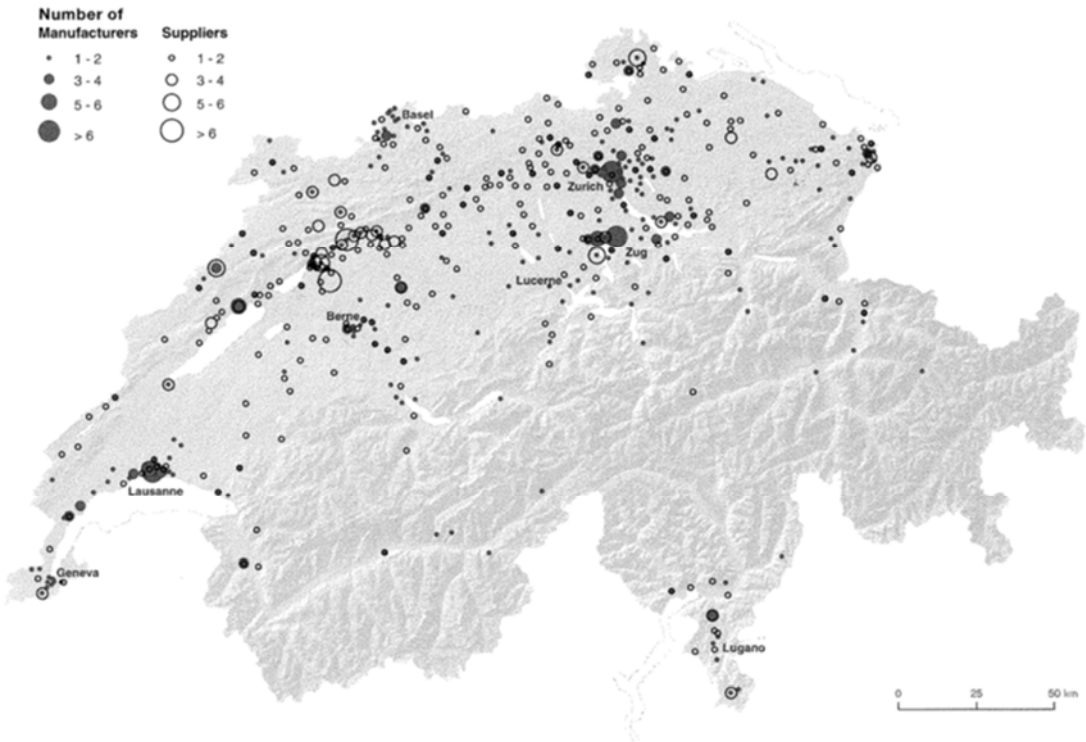 Number of
Manufacturers Suppliers
1 - 2 1 - 2
3 - 4 3 - 4
5 - 6 5 - 6
> 6 > 6
Basel
Zurich
Zug
Lucerne
Berne
Lausanne
Geneva
Lugano
0 25 50 km